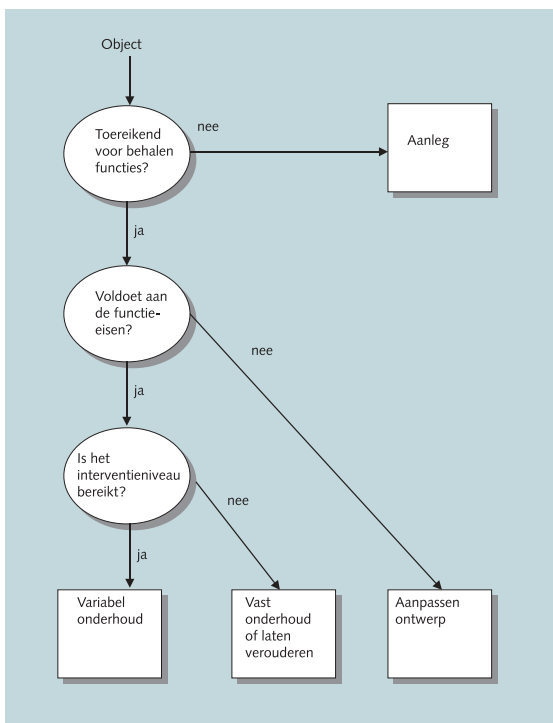 Object
Toereikend
voor behalen
functies?
nee
Aanleg
ja
Voldoet aan
de functie-
eisen?
nee
ja
Is het
interventieniveau
bereikt?
nee
ja
Variabel
onderhoud
Vast
onderhoud
of laten
verouderen
Aanpassen
ontwerp